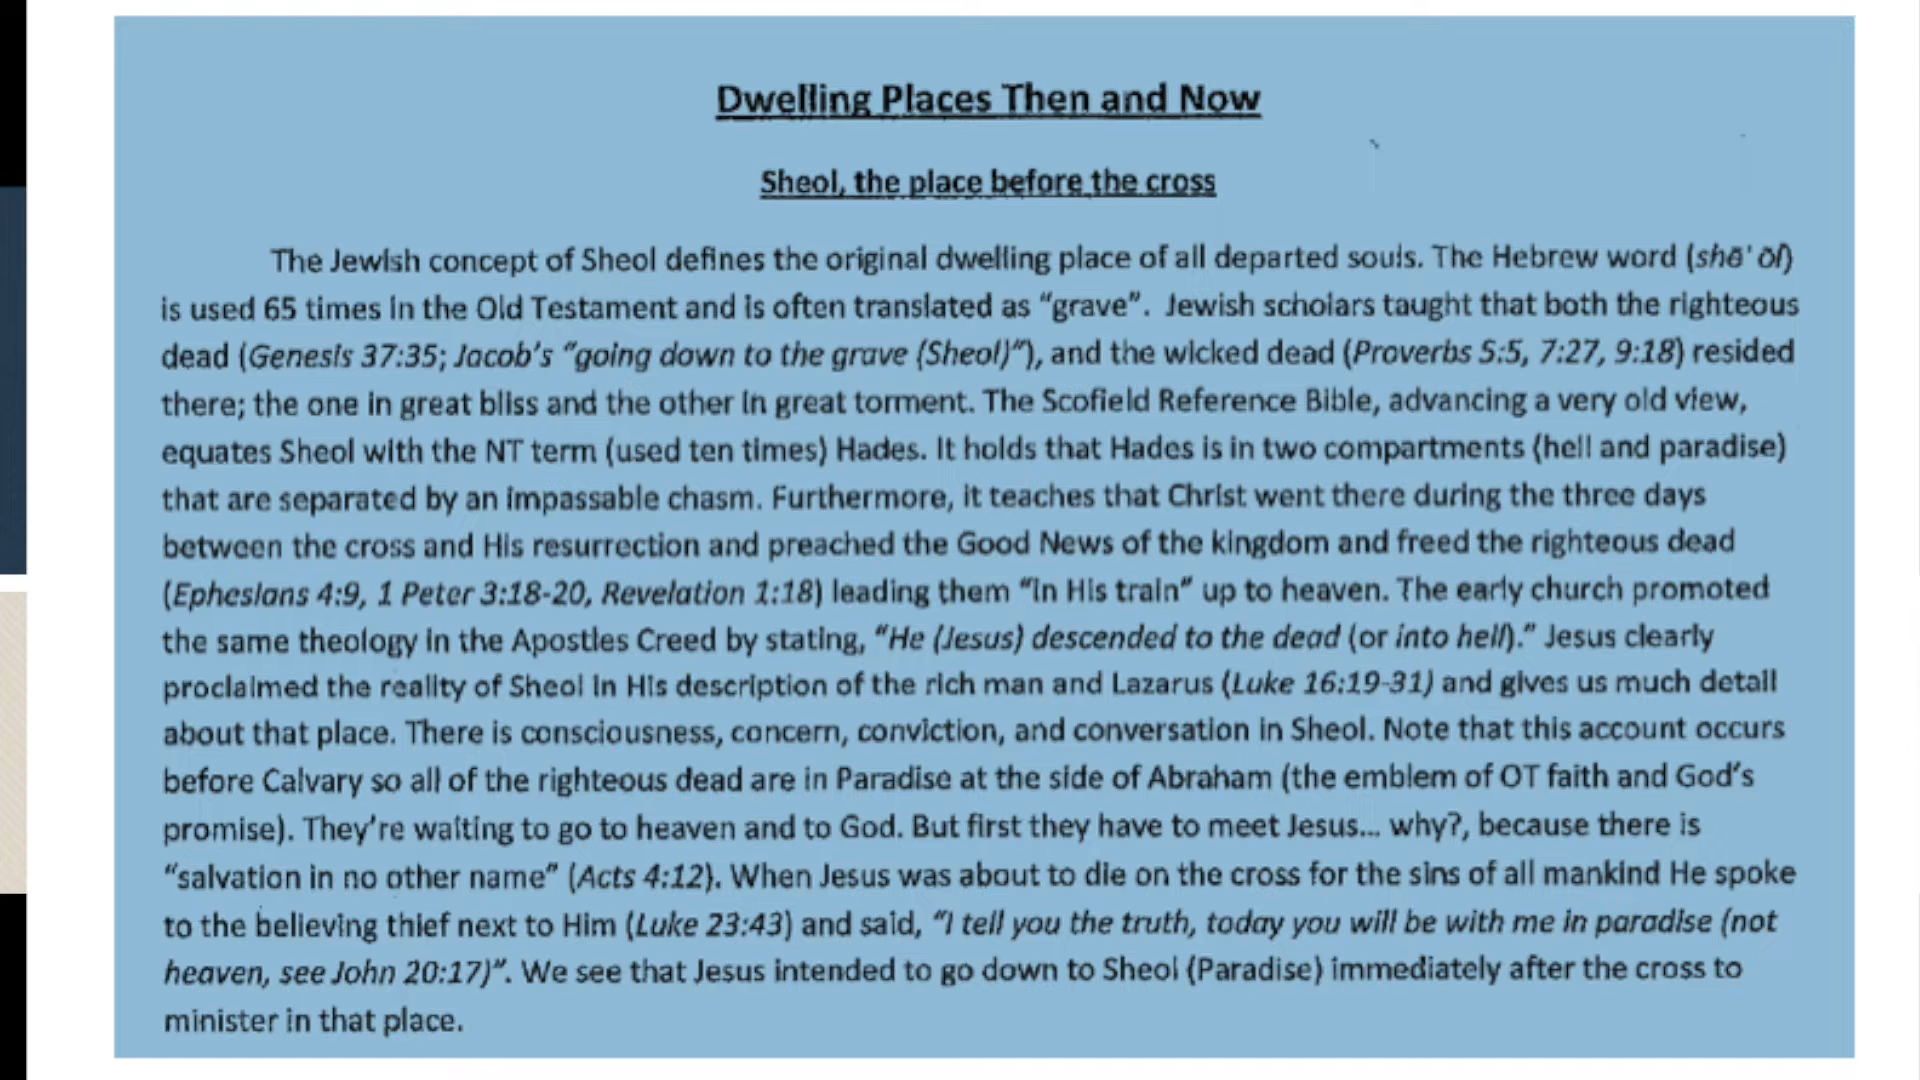 Dwelling Places Then and Now
Sheol, the place before the cross
The Jewish concept of Sheol defines the original dwelling place of all departed souls. The Hebrew word (shē' ōl)
is used 65 times in the Old Testament and is often translated as “grave”. Jewish scholars taught that both the righteous
dead (Genesis 37:35; Jacob’s “going down to the grave (Sheol)”), and the wicked dead (Proverbs 5:5, 7:27, 9:18) resided
there; the one in great bliss and the other in great torment. The Scofield Reference Bible, advancing a very old view,
equates Sheol with the NT term (used ten times) Hades. It holds that Hades is in two compartments (hell and paradise)
that are separated by an impassable chasm. Furthermore, it teaches that Christ went there during the three days
between the cross and His resurrection and preached the Good News of the kingdom and freed the righteous dead
(Ephesians 4:9, 1 Peter 3:18-20, Revelation 1:18) leading them “in His train” up to heaven. The early church promoted
the same theology in the Apostles Creed by stating, “He (Jesus) descended to the dead (or into hell).” Jesus clearly
proclaimed the reality of Sheol in His description of the rich man and Lazarus (Luke 16:19-31) and gives us much detail
about that place. There is consciousness, concern, conviction, and conversation in Sheol. Note that this account occurs
before Calvary so all of the righteous dead are in Paradise at the side of Abraham (the emblem of OT faith and God’s
promise). They’re waiting to go to heaven and to God. But first they have to meet Jesus... why?, because there is
“salvation in no other name” (Acts 4:12). When Jesus was about to die on the cross for the sins of all mankind He spoke
to the believing thief next to Him (Luke 23:43) and said, “I tell you the truth, today you will be with me in paradise (not
heaven, see John 20:17)”. We see that Jesus intended to go down to Sheol (Paradise) immediately after the cross to
minister in that place.